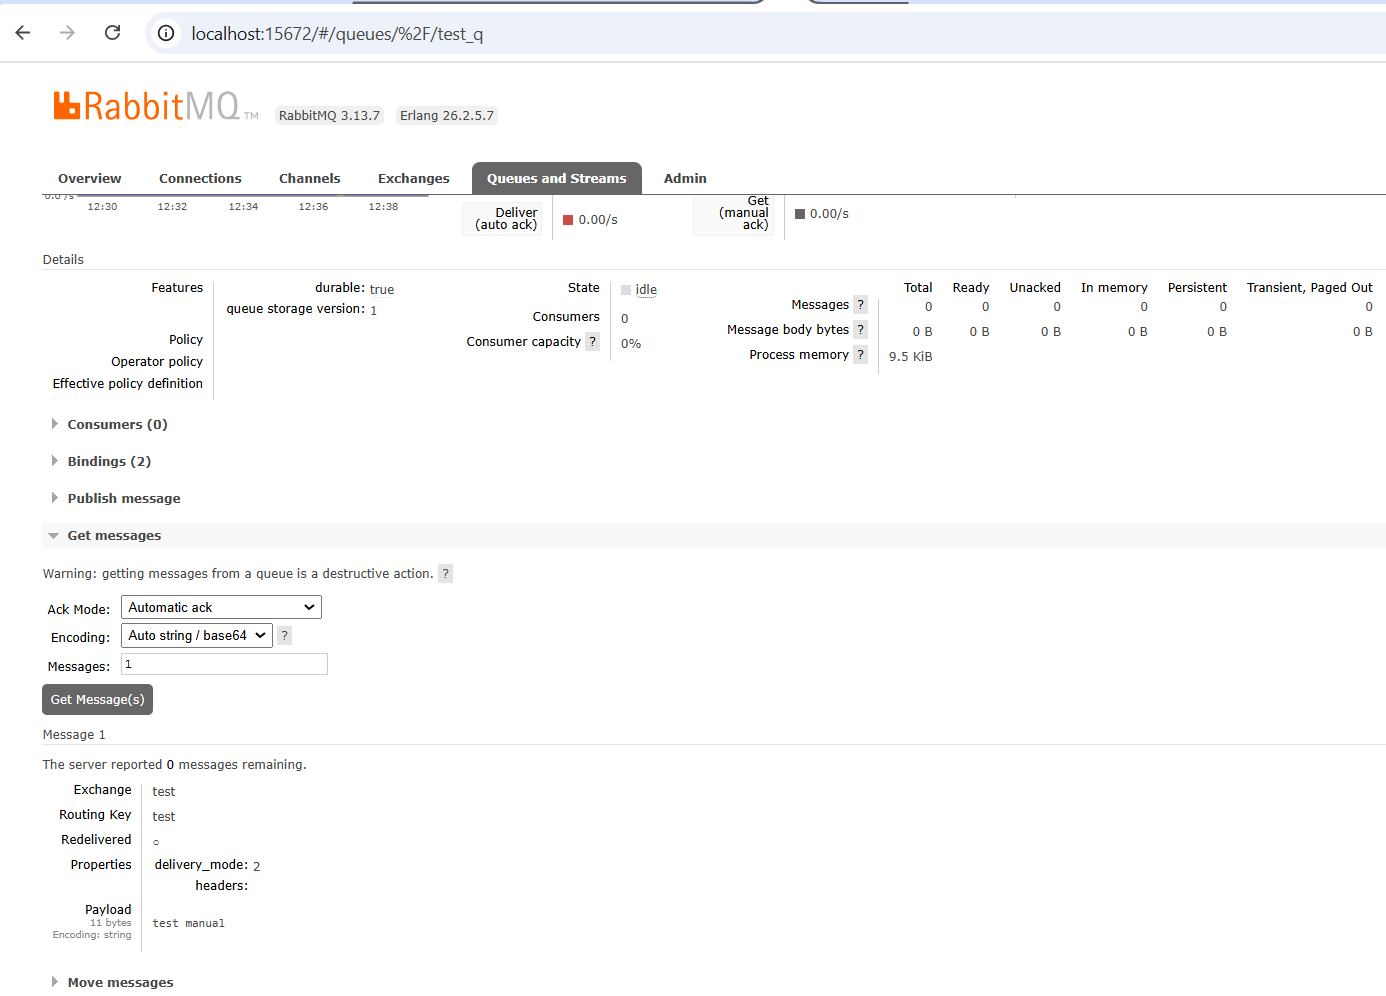 localhost:15672/#/queues/%2F/test_q
RabbitMQ TM RabbitMQ 3.13.7 Erlang 26.2.5.7
Overview Connections Channels Exchanges Queues and Streams Admin
0.0 /s
12:30 12:32 12:34 12:36 12:38
Deliver (auto ack) 0.00/s
Get (manual ack) 0.00/s
Details
Features durable: true
queue storage version: 1
Policy
Operator policy
Effective policy definition
State idle
Consumers 0
Consumer capacity ? 0%
Total Ready Unacked In memory Persistent Transient, Paged Out
Messages ? 0 0 0 0 0 0
Message body bytes ? 0 B 0 B 0 B 0 B 0 B 0 B
Process memory ? 9.5 KiB
Consumers (0)
Bindings (2)
Publish message
Get messages
Warning: getting messages from a queue is a destructive action. ?
Ack Mode: Automatic ack
Encoding: Auto string / base64 ?
Messages: 1
Get Message(s)
Message 1
The server reported 0 messages remaining.
Exchange test
Routing Key test
Redelivered ○
Properties delivery_mode: 2
headers:
Payload
11 bytes
Encoding: string
test manual
Move messages